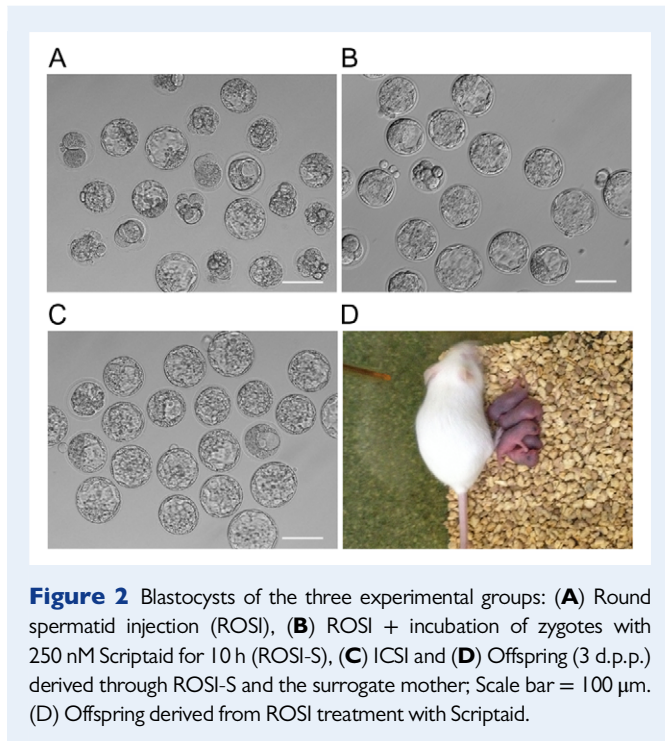 A
B
C
D
Figure 2 Blastocysts of the three experimental groups: (A) Round
spermatid injection (ROSI), (B) ROSI + incubation of zygotes with
250 nM Scriptaid for 10 h (ROSI-S), (C) ICSI and (D) Offspring (3 d.p.p.)
derived through ROSI-S and the surrogate mother; Scale bar = 100 μm.
(D) Offspring derived from ROSI treatment with Scriptaid.